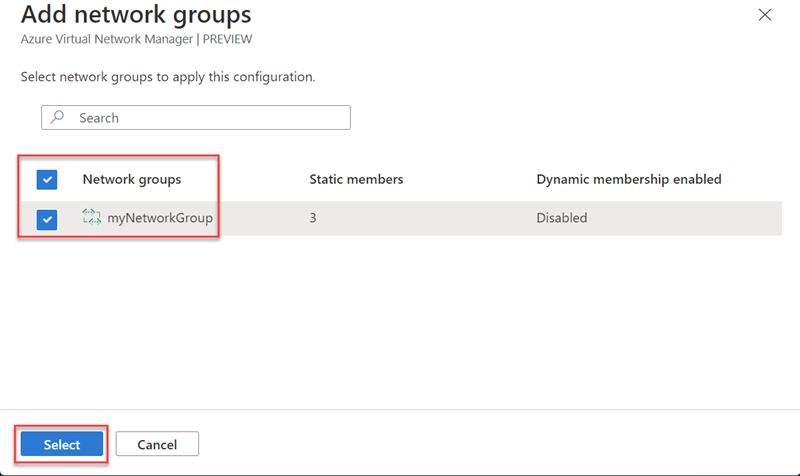 Add network groups
Azure Virtual Network Manager | PREVIEW
Select network groups to apply this configuration.
Search
Network groups Static members Dynamic membership enabled
myNetworkGroup 3 Disabled
Select Cancel